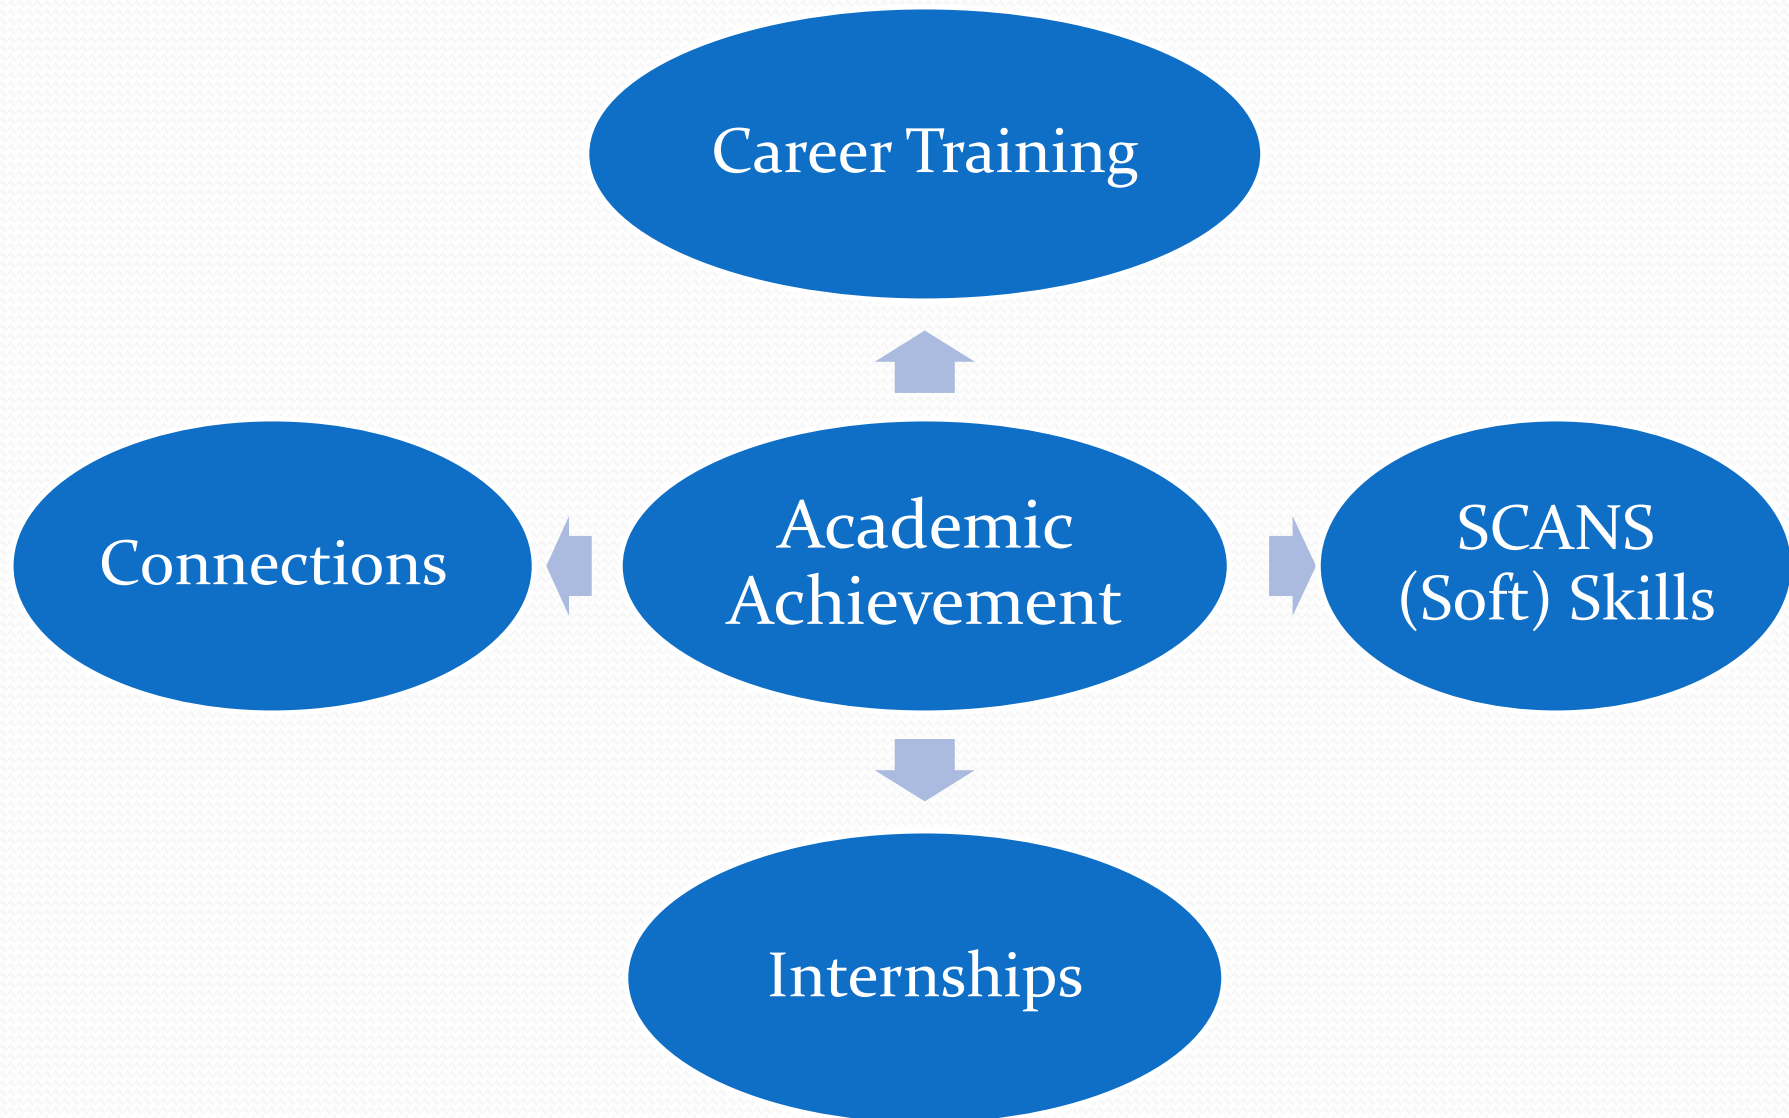 Career Training
Connections
Academic
Achievement
SCANS
(Soft) Skills
Internships